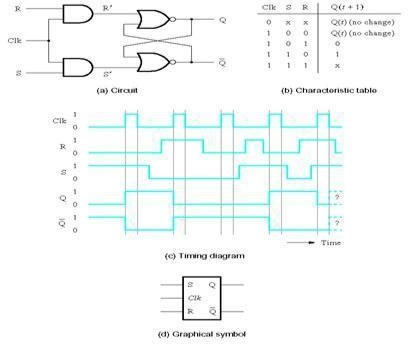 R R′ Q
Clk
S S′ Q̅
(a) Circuit
Clk S R Q(t + 1)
0 x x Q(t) (no change)
1 0 0 Q(t) (no change)
1 0 1 0
1 1 0 1
1 1 1 x
(b) Characteristic table
Clk 1 0
R 1 0
S 1 0
Q 1 0 ?
Q̅ 1 0 ?
Time
(c) Timing diagram
S Q
Clk
R Q̅
(d) Graphical symbol